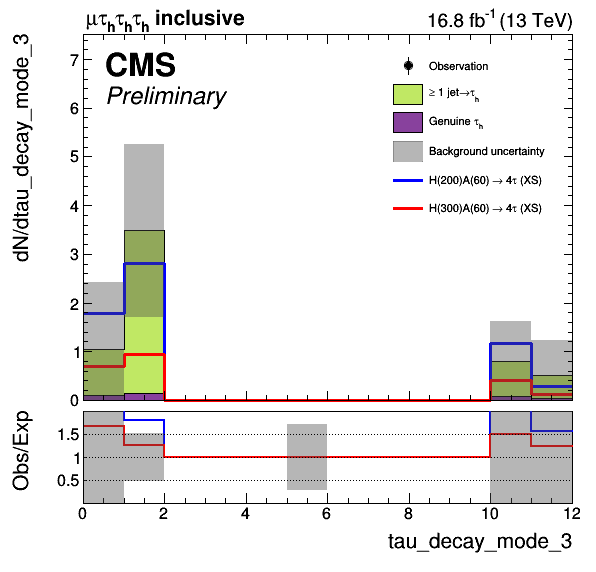 μτhτhτh inclusive
16.8 fb-1 (13 TeV)
CMS
Preliminary
Observation
≥ 1 jet→τh
Genuine τh
Background uncertainty
H(200)A(60) → 4τ (XS)
H(300)A(60) → 4τ (XS)
dN/dtau_decay_mode_3
7
6
5
4
3
2
1
0
Obs/Exp
1.5
1
0.5
0 2 4 6 8 10 12
tau_decay_mode_3